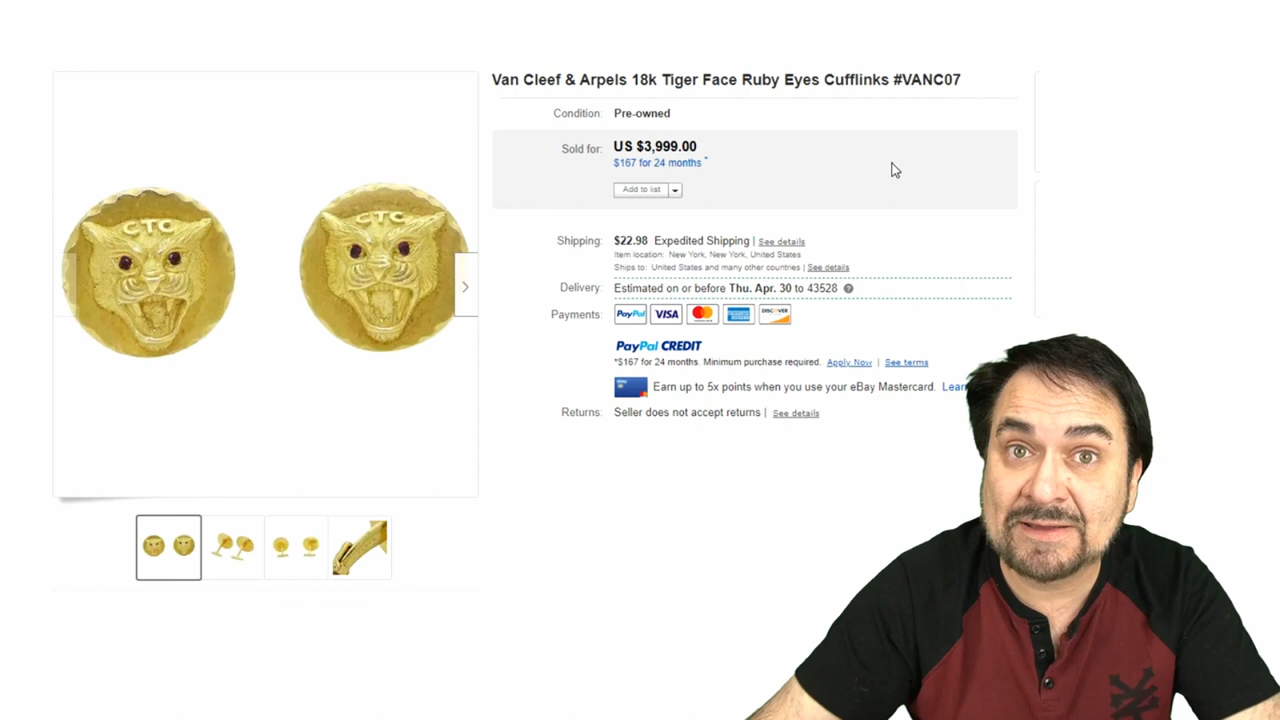 Van Cleef & Arpels 18k Tiger Face Ruby Eyes Cufflinks #VANC07
Condition: Pre-owned
Sold for: US $3,999.00
$167 for 24 months *
Add to list
Shipping: $22.98 Expedited Shipping | See details
Item location: New York, New York, United States
Ships to: United States and many other countries | See details
Delivery: Estimated on or before Thu. Apr. 30 to 43528
Payments: PayPal VISA MasterCard AMERICAN EXPRESS DISCOVER
PayPal CREDIT
*$167 for 24 months. Minimum purchase required. Apply Now | See terms
Earn up to 5x points when you use your eBay Mastercard. Lear
Returns: Seller does not accept returns | See details
CTC
CTC